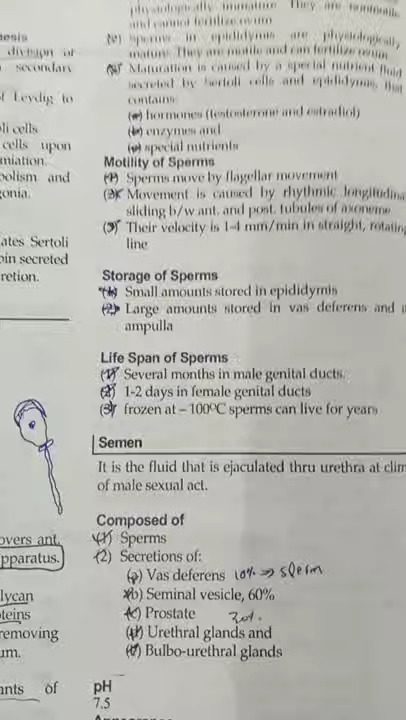 physiologically immature They are nonmotile
and cannot fertilize ovum
(c) sperms in epididymis are physiologically
mature. They are motile and can fertilize ovum
Maturation is caused by a special nutrient fluid
secreted by Sertoli cells and epididymis, that
contains
(a) hormones (testosterone and estradiol)
(b) enzymes and
(c) special nutrients
Motility of Sperms
(1) Sperms move by flagellar movement
(2) Movement is caused by rhythmic longitudina
sliding b/w ant. and post. tubules of axoneme
(3) Their velocity is 1-4 mm/min in straight, rotating
line
Storage of Sperms
(1) Small amounts stored in epididymis
(2) Large amounts stored in vas deferens and
ampulla
Life Span of Sperms
(1) Several months in male genital ducts.
(2) 1-2 days in female genital ducts
(3) frozen at – 100°C sperms can live for years
Semen
It is the fluid that is ejaculated thru urethra at clim
of male sexual act.
Composed of
(1) Sperms
(2) Secretions of:
(a) Vas deferens 10% => sperm
(b) Seminal vesicle, 60%
(c) Prostate 30%
(d) Urethral glands and
(e) Bulbo-urethral glands
pH
7.5
nesis
division of
secondary
f Leydig to
li cells
cells upon
miation.
bolism and
gonia.
ates Sertoli
bin secreted
retion.
overs ant.
pparatus.
lycan
oteins
removing
um.
ants of